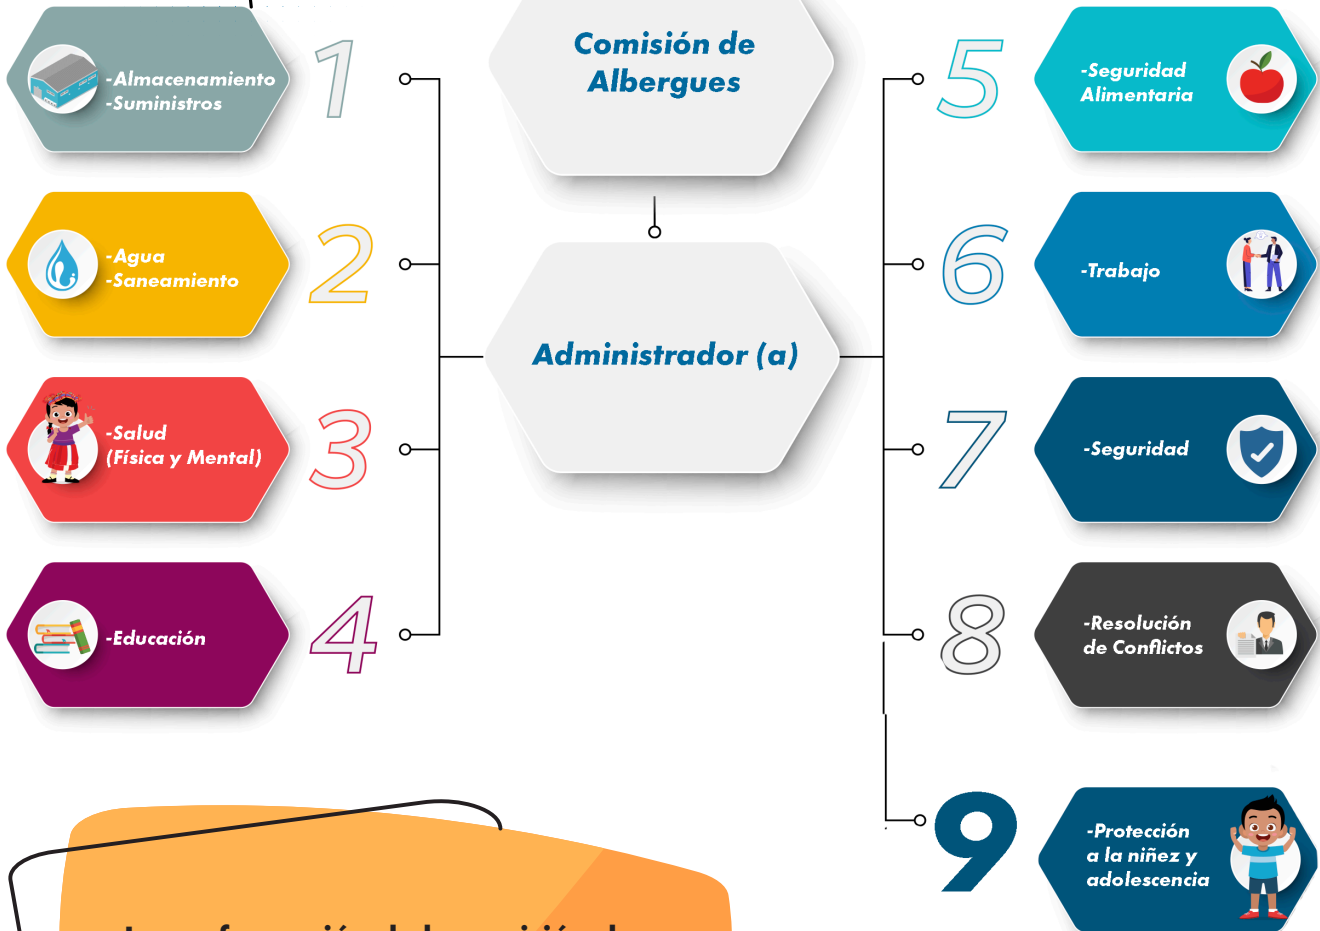 Comisión de
Albergues
Administrador (a)
1
-Almacenamiento
-Suministros
2
-Agua
-Saneamiento
3
-Salud
(Física y Mental)
4
-Educación
5
-Seguridad
Alimentaria
6
-Trabajo
7
-Seguridad
8
-Resolución
de Conflictos
9
-Protección
a la niñez y
adolescencia